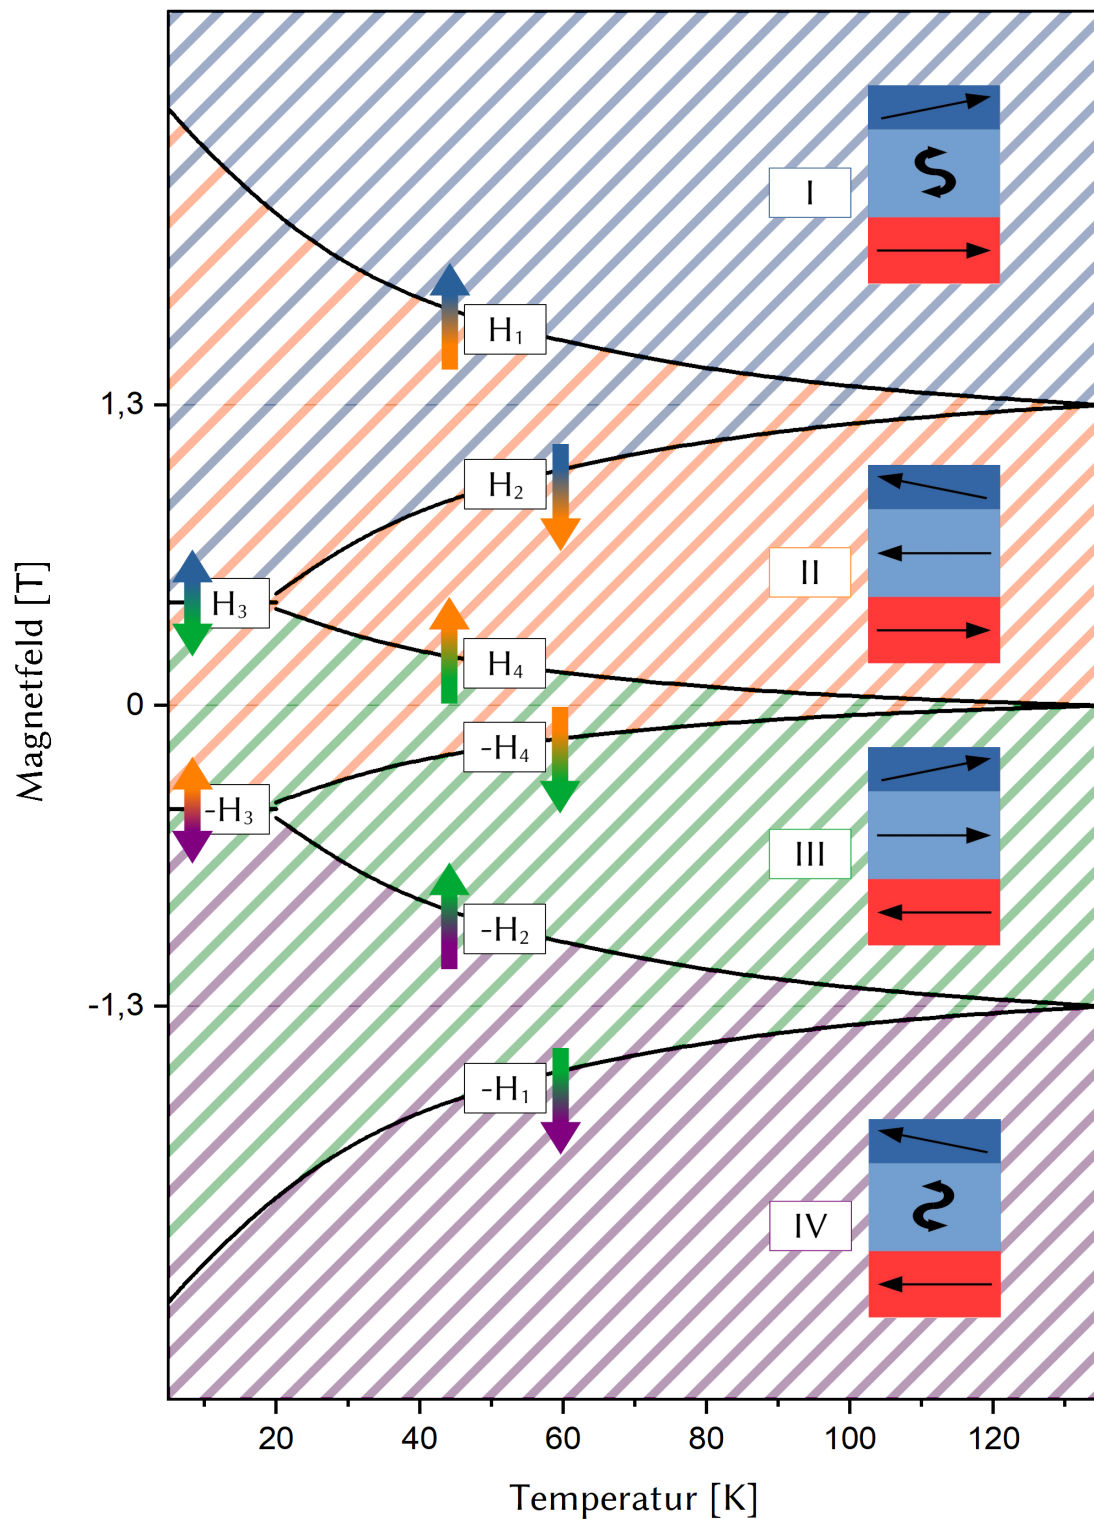 I
H₁
1,3
H₂
II
H₃
H₄
0
-H₄
-H₃
III
-H₂
-1,3
-H₁
IV
Magnetfeld [T]
20 40 60 80 100 120
Temperatur [K]